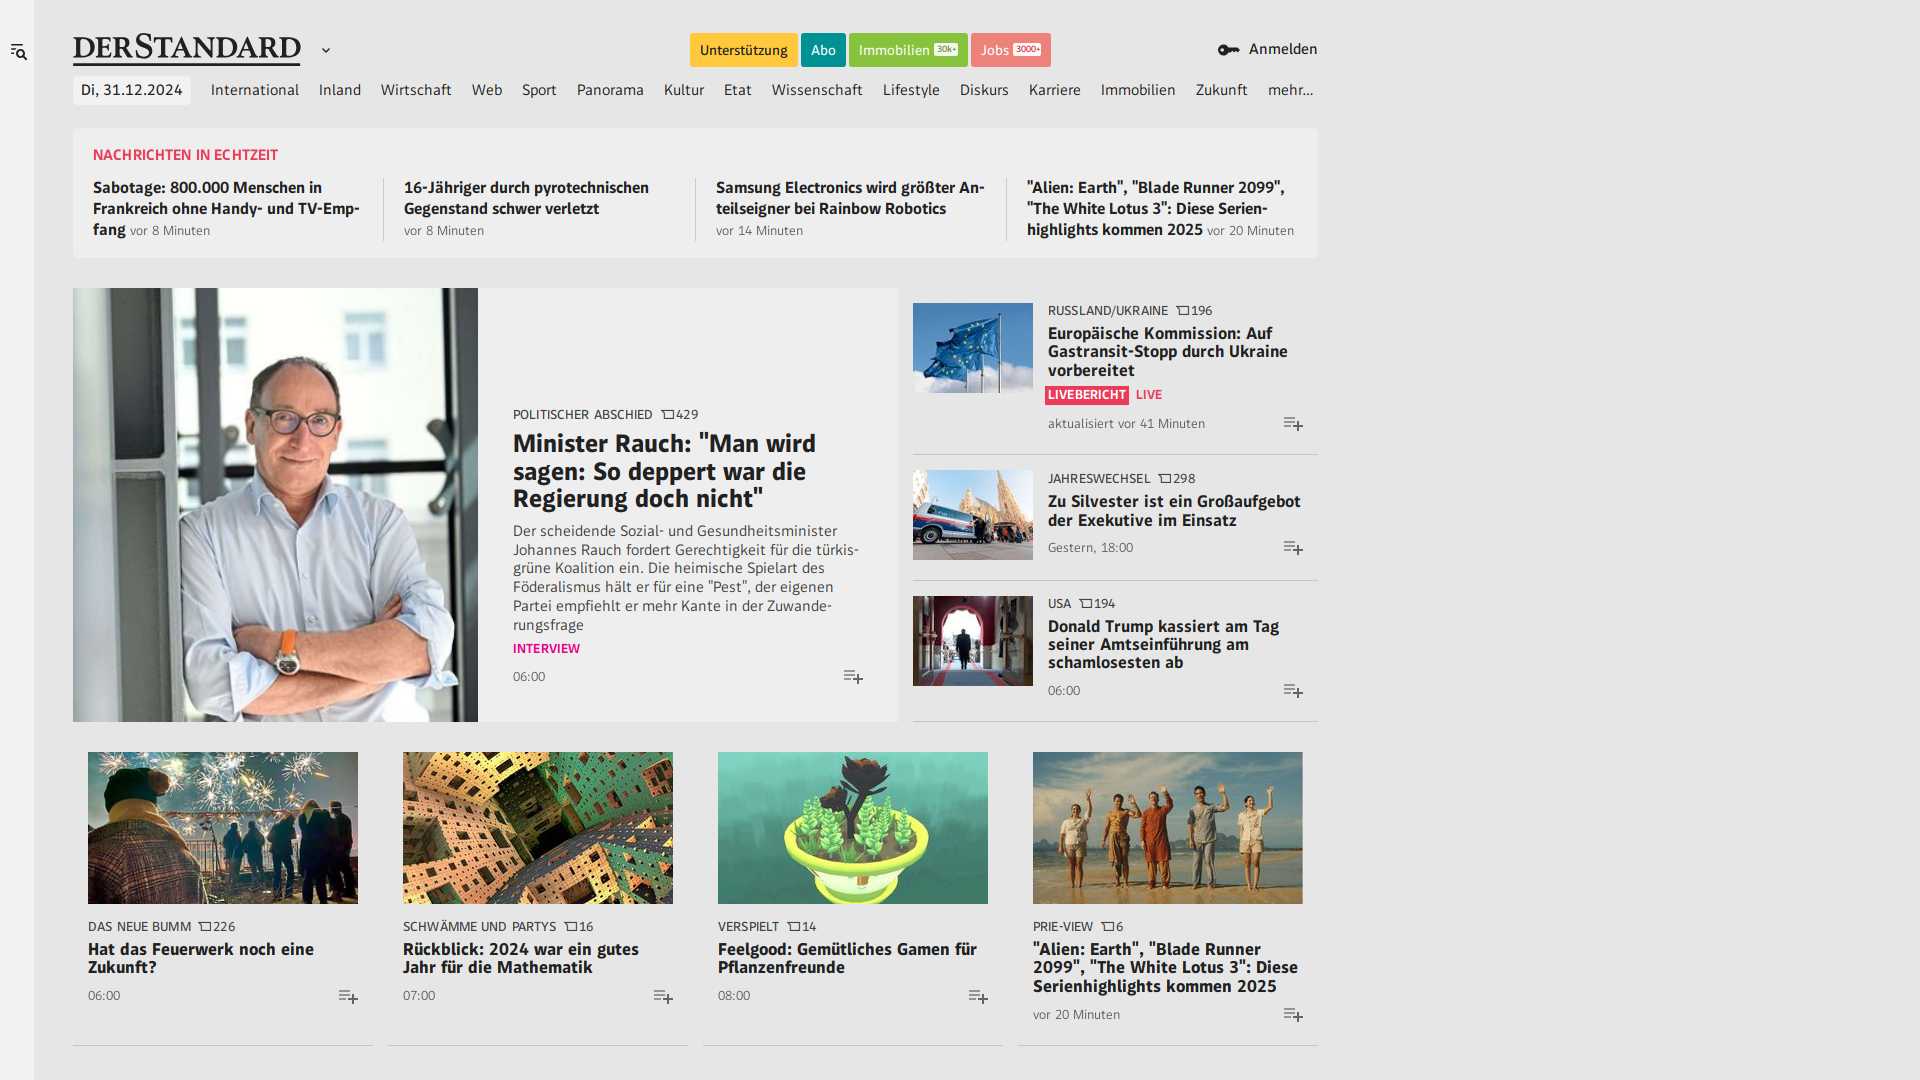 DERSTANDARD
Unterstützung
Abo
Immobilien 30k+
Jobs 3000+
Anmelden
Di, 31.12.2024
International
Inland
Wirtschaft
Web
Sport
Panorama
Kultur
Etat
Wissenschaft
Lifestyle
Diskurs
Karriere
Immobilien
Zukunft
mehr...
NACHRICHTEN IN ECHTZEIT
Sabotage: 800.000 Menschen in
Frankreich ohne Handy- und TV-Emp-
fang vor 8 Minuten
16-Jähriger durch pyrotechnischen
Gegenstand schwer verletzt
vor 8 Minuten
Samsung Electronics wird größter An-
teilseigner bei Rainbow Robotics
vor 14 Minuten
"Alien: Earth", "Blade Runner 2099",
"The White Lotus 3": Diese Serien-
highlights kommen 2025 vor 20 Minuten
POLITISCHER ABSCHIED 429
Minister Rauch: "Man wird
sagen: So deppert war die
Regierung doch nicht"
Der scheidende Sozial- und Gesundheitsminister
Johannes Rauch fordert Gerechtigkeit für die türkis-
grüne Koalition ein. Die heimische Spielart des
Föderalismus hält er für eine "Pest", der eigenen
Partei empfiehlt er mehr Kante in der Zuwande-
rungsfrage
INTERVIEW
06:00
RUSSLAND/UKRAINE 196
Europäische Kommission: Auf
Gastransit-Stopp durch Ukraine
vorbereitet
LIVEBERICHT LIVE
aktualisiert vor 41 Minuten
JAHRESWECHSEL 298
Zu Silvester ist ein Großaufgebot
der Exekutive im Einsatz
Gestern, 18:00
USA 194
Donald Trump kassiert am Tag
seiner Amtseinführung am
schamlosesten ab
06:00
DAS NEUE BUMM 226
Hat das Feuerwerk noch eine
Zukunft?
06:00
SCHWÄMME UND PARTYS 16
Rückblick: 2024 war ein gutes
Jahr für die Mathematik
07:00
VERSPIELT 14
Feelgood: Gemütliches Gamen für
Pflanzenfreunde
08:00
PRIE-VIEW 6
"Alien: Earth", "Blade Runner
2099", "The White Lotus 3": Diese
Serienhighlights kommen 2025
vor 20 Minuten